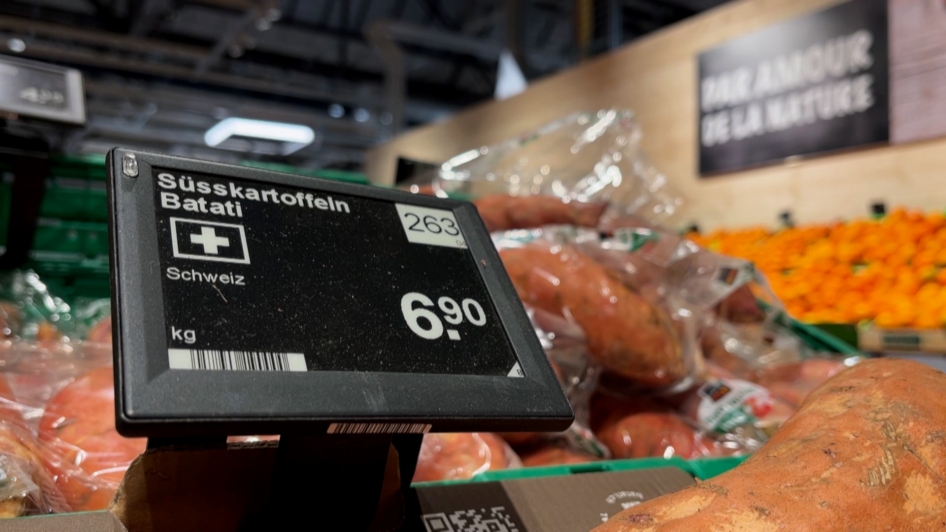 Süsskartoffeln
Batati
263
Schweiz
6.90
kg
PAR AMOUR
DE LA NATURE